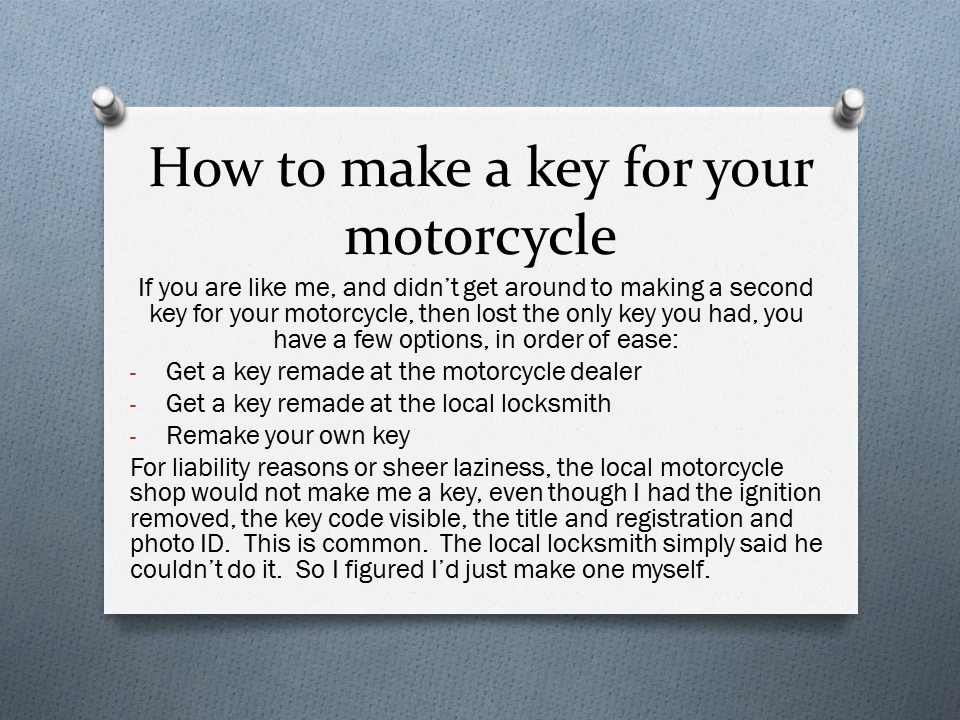 How to make a key for your
motorcycle
If you are like me, and didn’t get around to making a second
key for your motorcycle, then lost the only key you had, you
have a few options, in order of ease:
- Get a key remade at the motorcycle dealer
- Get a key remade at the local locksmith
- Remake your own key
For liability reasons or sheer laziness, the local motorcycle
shop would not make me a key, even though I had the ignition
removed, the key code visible, the title and registration and
photo ID.  This is common.  The local locksmith simply said he
couldn’t do it.  So I figured I’d just make one myself.